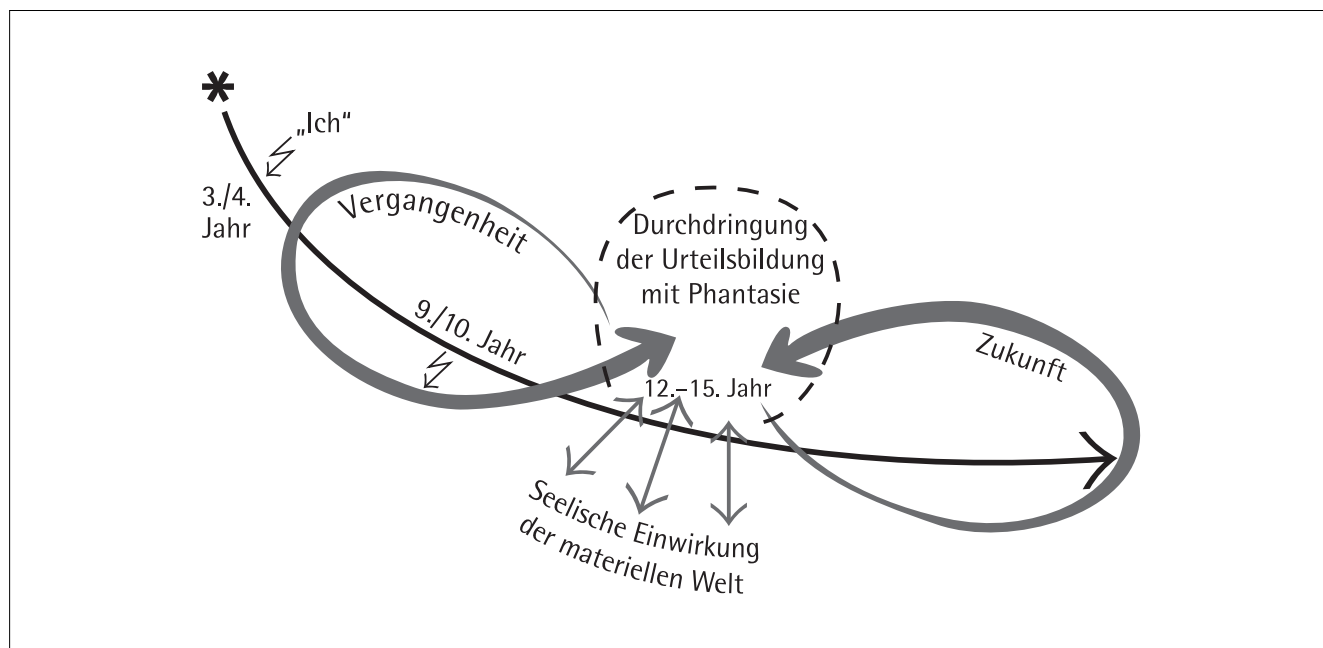 *
„Ich“
3./4.
Jahr
Vergangenheit
9./10. Jahr
Durchdringung
der Urteilsbildung
mit Phantasie
12.–15. Jahr
Zukunft
Seelische Einwirkung
der materiellen Welt